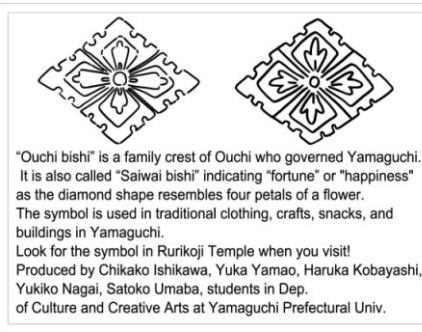 “Ouchi bishi” is a family crest of Ouchi who governed Yamaguchi.
It is also called “Saiwai bishi” indicating “fortune” or "happiness"
as the diamond shape resembles four petals of a flower.
The symbol is used in traditional clothing, crafts, snacks, and
buildings in Yamaguchi.
Look for the symbol in Rurikoji Temple when you visit!
Produced by Chikako Ishikawa, Yuka Yamao, Haruka Kobayashi,
Yukiko Nagai, Satoko Umaba, students in Dep.
of Culture and Creative Arts at Yamaguchi Prefectural Univ.